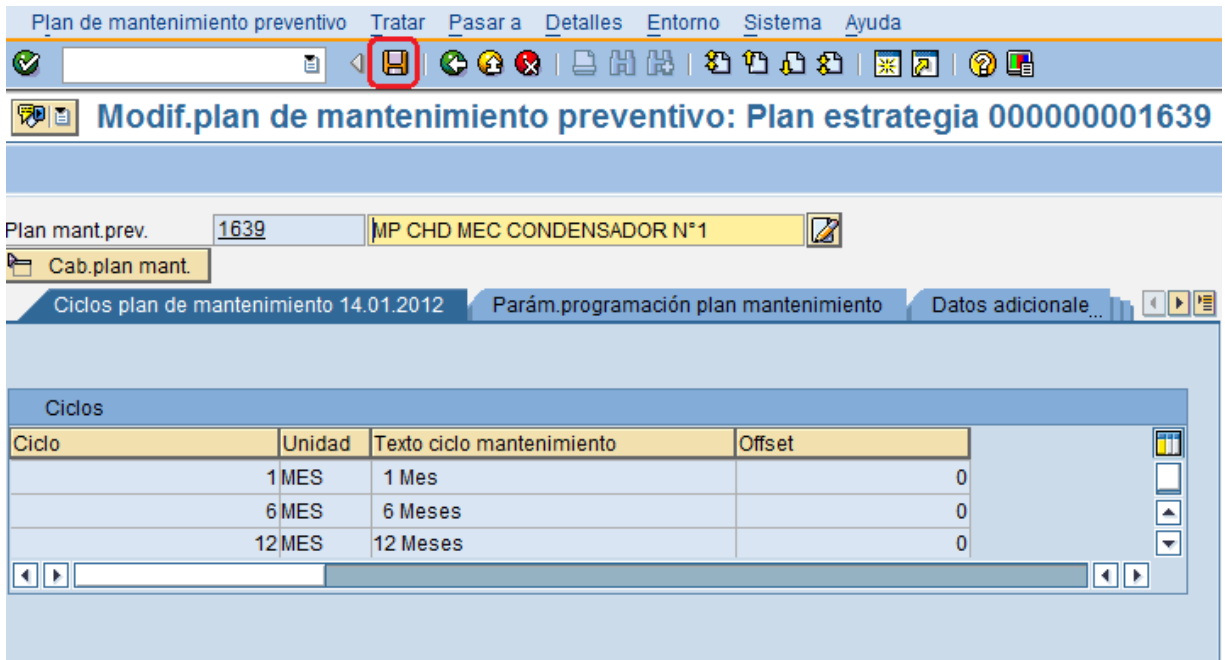 Plan de mantenimiento preventivo Tratar Pasar a Detalles Entorno Sistema Ayuda
Modif.plan de mantenimiento preventivo: Plan estrategia 000000001639
Plan mant.prev. 1639 MP CHD MEC CONDENSADOR N°1
Cab.plan mant.
Ciclos plan de mantenimiento 14.01.2012 Parám.programación plan mantenimiento Datos adicionale...
Ciclos
Ciclo Unidad Texto ciclo mantenimiento Offset
1 MES 1 Mes 0
6 MES 6 Meses 0
12 MES 12 Meses 0